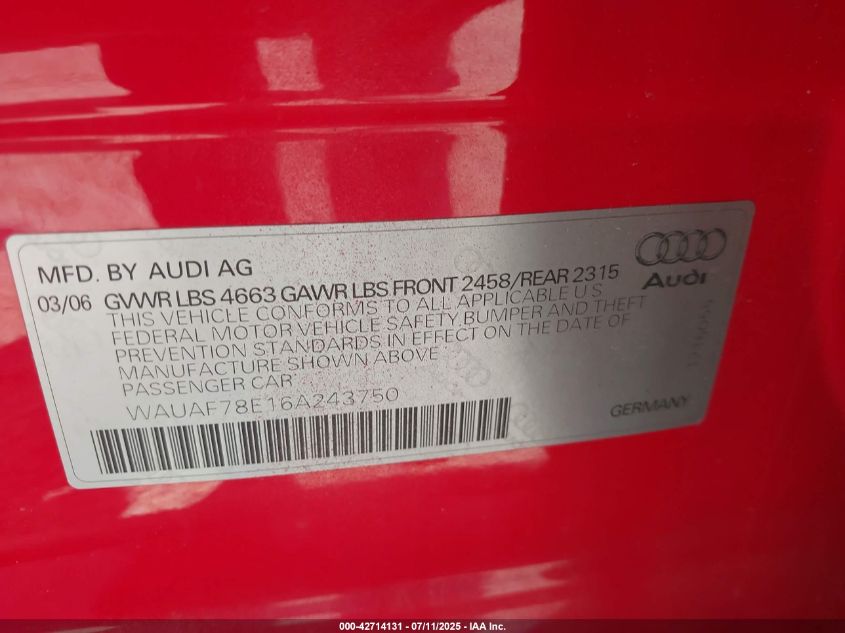 MFD. BY AUDI AG
03/06 GVWR LBS 4663 GAWR LBS FRONT 2458/REAR 2315
THIS VEHICLE CONFORMS TO ALL APPLICABLE U S
FEDERAL MOTOR VEHICLE SAFETY, BUMPER AND THEFT
PREVENTION STANDARDS IN EFFECT ON THE DATE OF
MANUFACTURE SHOWN ABOVE
PASSENGER CAR
WAUAF78E16A243750
Audi
GERMANY
000-42714131 - 07/11/2025 - IAA Inc.